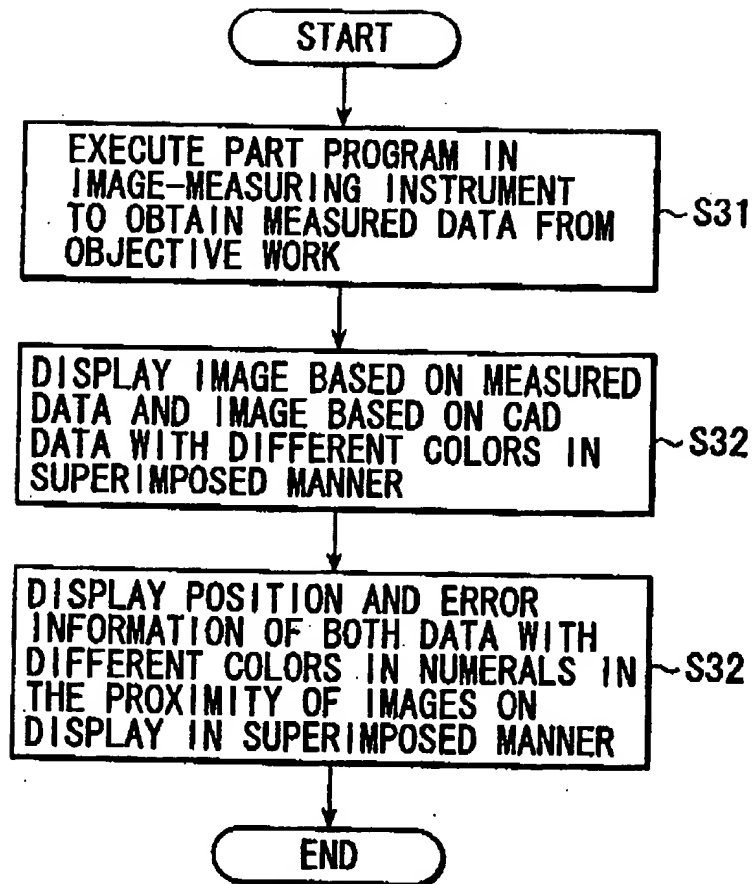 START
EXECUTE PART PROGRAM IN
IMAGE-MEASURING INSTRUMENT
TO OBTAIN MEASURED DATA FROM
OBJECTIVE WORK
S31
DISPLAY IMAGE BASED ON MEASURED
DATA AND IMAGE BASED ON CAD
DATA WITH DIFFERENT COLORS IN
SUPERIMPOSED MANNER
S32
DISPLAY POSITION AND ERROR
INFORMATION OF BOTH DATA WITH
DIFFERENT COLORS IN NUMERALS IN
THE PROXIMITY OF IMAGES ON
DISPLAY IN SUPERIMPOSED MANNER
S32
END